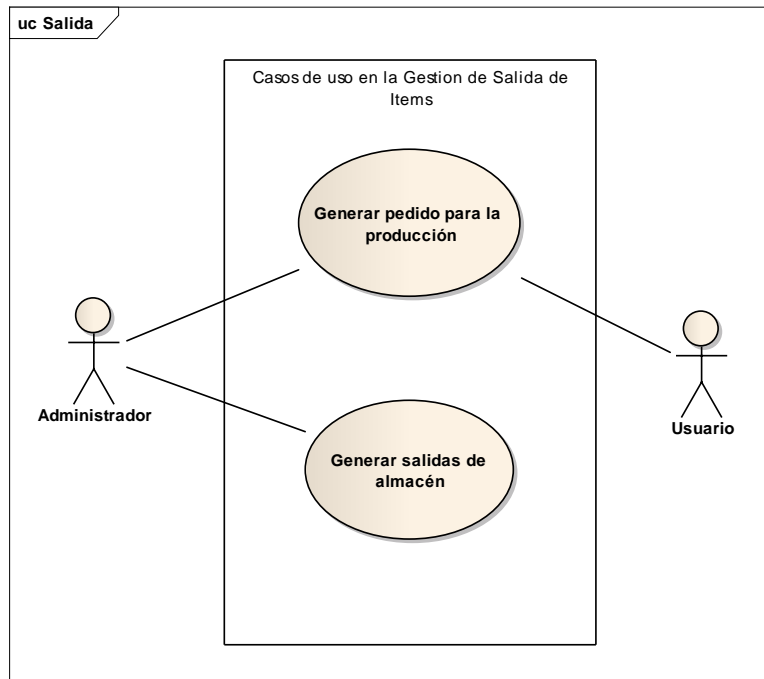 uc Salida
Casos de uso en la Gestion de Salida de
Items
Generar pedido para la
producción
Administrador
Usuario
Generar salidas de
almacén